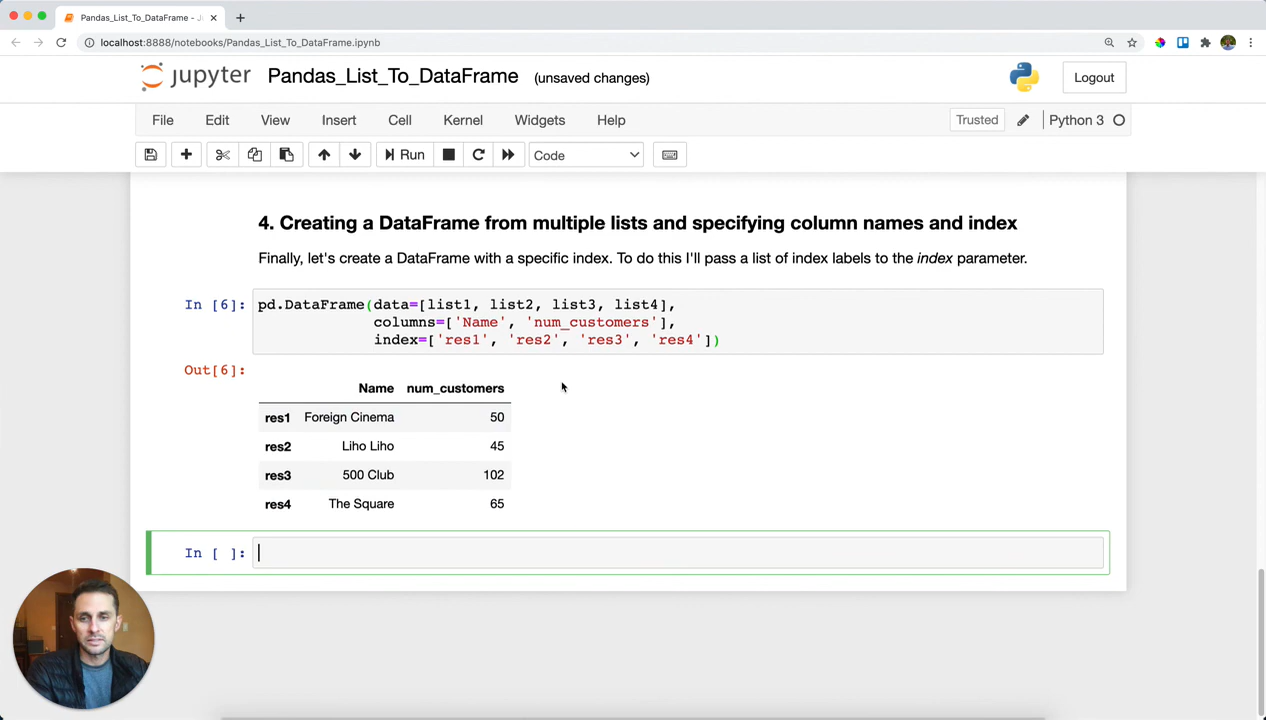 Pandas_List_To_DataFrame - J
localhost:8888/notebooks/Pandas_List_To_DataFrame.ipynb
jupyter Pandas_List_To_DataFrame (unsaved changes) Logout
File Edit View Insert Cell Kernel Widgets Help Trusted Python 3
Run Code
4. Creating a DataFrame from multiple lists and specifying column names and index
Finally, let's create a DataFrame with a specific index. To do this I'll pass a list of index labels to the index parameter.
In [6]: pd.DataFrame(data=[list1, list2, list3, list4],
columns=['Name', 'num_customers'],
index=['res1', 'res2', 'res3', 'res4'])
Out[6]:
Name num_customers
res1 Foreign Cinema 50
res2 Liho Liho 45
res3 500 Club 102
res4 The Square 65
In [ ]: